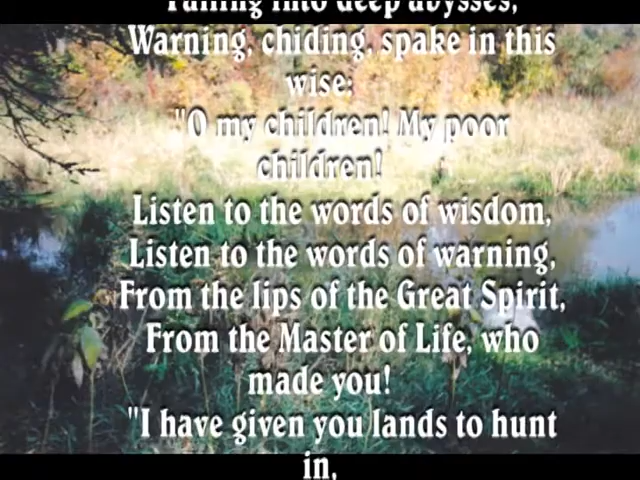 Falling into deep abysses,
Warning, chiding, spake in this
wise:
"O my children! My poor
children!
Listen to the words of wisdom,
Listen to the words of warning,
From the lips of the Great Spirit,
From the Master of Life, who
made you!
"I have given you lands to hunt
in,